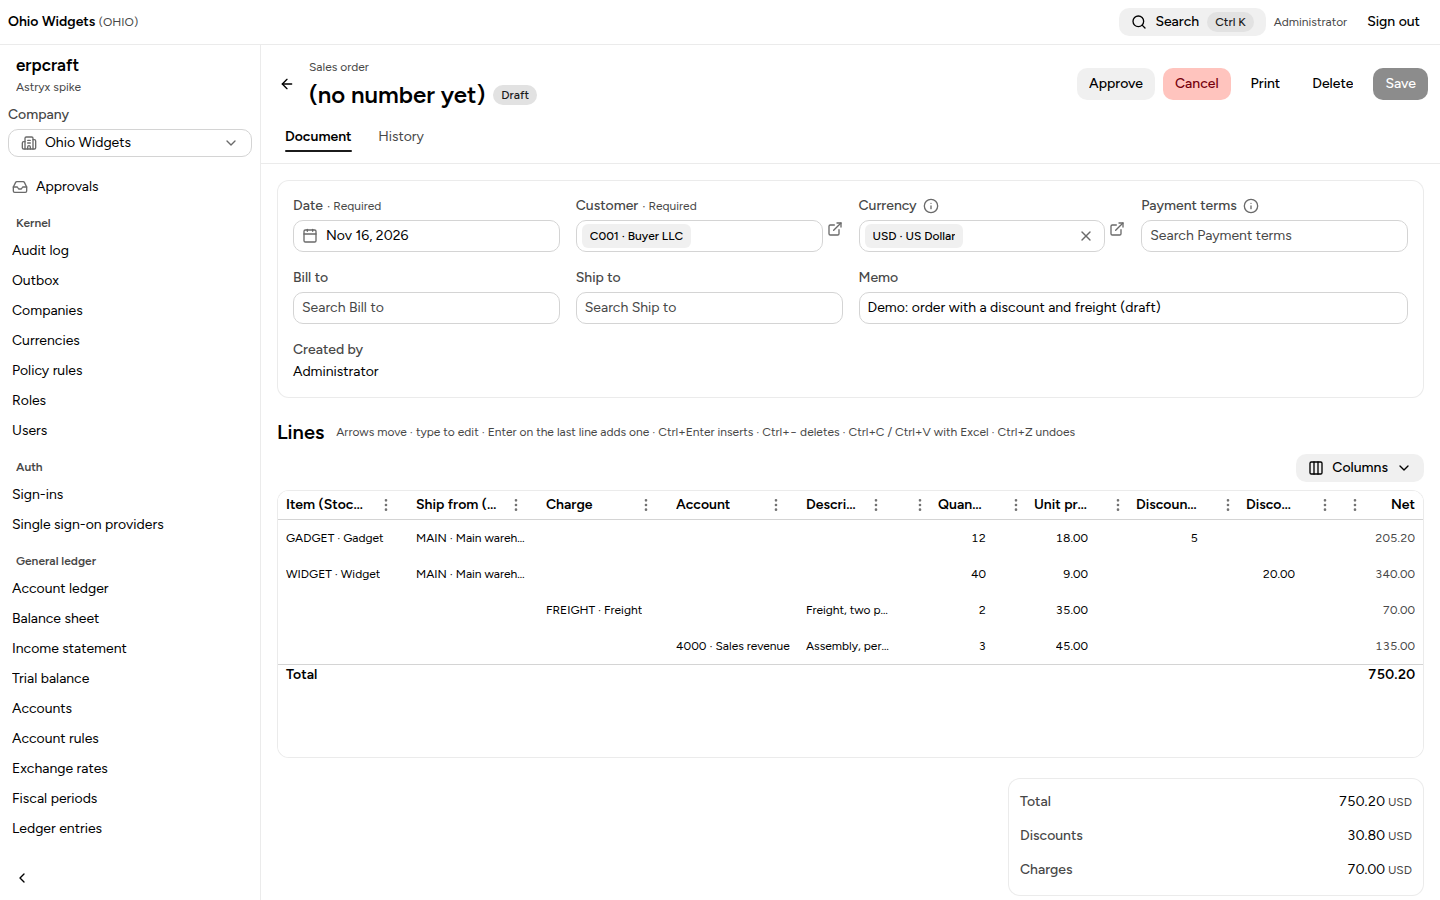 Ohio Widgets (OHIO)
Search Ctrl K
Administrator
Sign out
erpcraft
Astryx spike
Company
Ohio Widgets
Approvals
Kernel
Audit log
Outbox
Companies
Currencies
Policy rules
Roles
Users
Auth
Sign-ins
Single sign-on providers
General ledger
Account ledger
Balance sheet
Income statement
Trial balance
Accounts
Account rules
Exchange rates
Fiscal periods
Ledger entries
Sales order
(no number yet) Draft
Approve Cancel Print Delete Save
Document History
Date · Required Customer · Required Currency Payment terms
Nov 16, 2026 C001 · Buyer LLC USD · US Dollar Search Payment terms
Bill to Ship to Memo
Search Bill to Search Ship to Demo: order with a discount and freight (draft)
Created by
Administrator
Lines Arrows move · type to edit · Enter on the last line adds one · Ctrl+Enter inserts · Ctrl+− deletes · Ctrl+C / Ctrl+V with Excel · Ctrl+Z undoes
Columns
Item (Stoc... Ship from (... Charge Account Descri... Quan... Unit pr... Discoun... Disco... Net
GADGET · Gadget MAIN · Main wareh... 12 18.00 5 205.20
WIDGET · Widget MAIN · Main wareh... 40 9.00 20.00 340.00
FREIGHT · Freight Freight, two p... 2 35.00 70.00
4000 · Sales revenue Assembly, per... 3 45.00 135.00
Total 750.20
Total 750.20 USD
Discounts 30.80 USD
Charges 70.00 USD